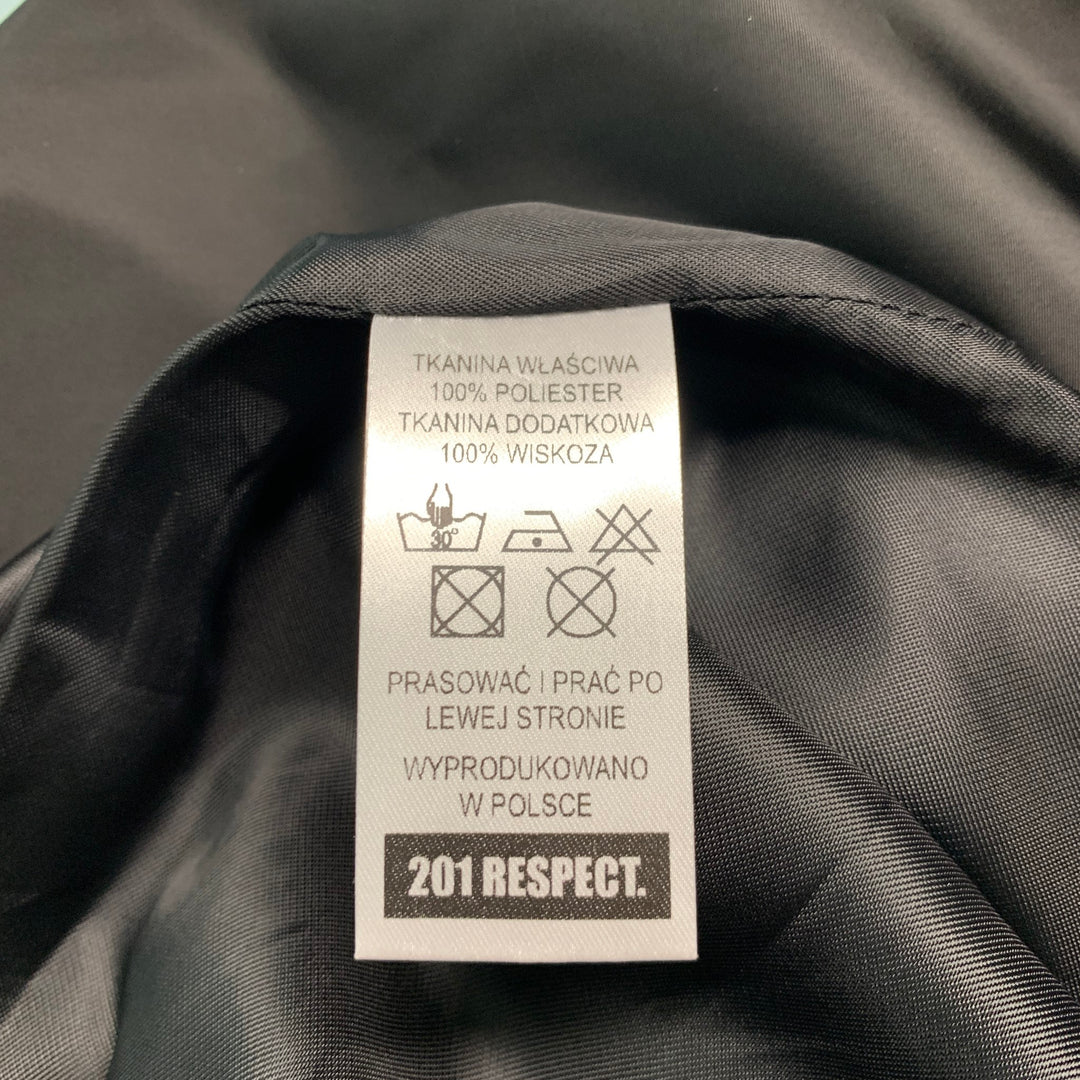 TKANINA WŁAŚCIWA
100% POLIESTER
TKANINA DODATKOWA
100% WISKOZA
30°
PRASOWAĆ I PRAĆ PO
LEWEJ STRONIE
WYPRODUKOWANO
W POLSCE
201 RESPECT.